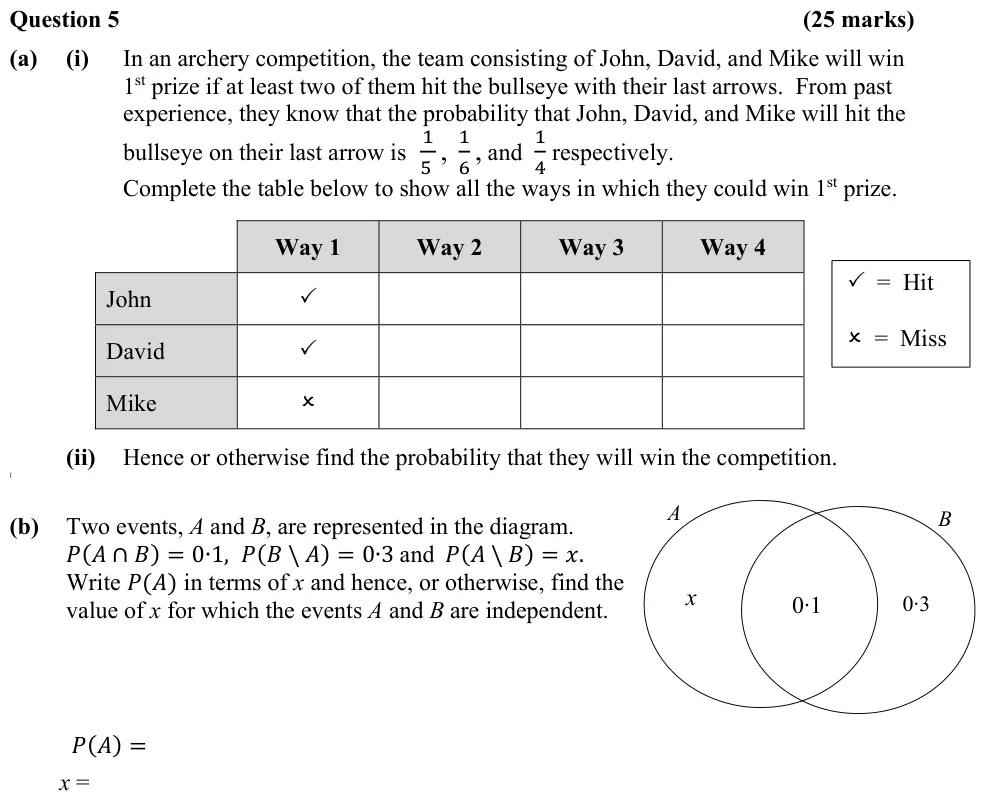 Question 5 (25 marks)
(a) (i) In an archery competition, the team consisting of John, David, and Mike will win
1st prize if at least two of them hit the bullseye with their last arrows. From past
experience, they know that the probability that John, David, and Mike will hit the
bullseye on their last arrow is 1/5, 1/6, and 1/4 respectively.
Complete the table below to show all the ways in which they could win 1st prize.
Way 1 Way 2 Way 3 Way 4
John ✓
David ✓
Mike ×
✓ = Hit
× = Miss
(ii) Hence or otherwise find the probability that they will win the competition.
(b) Two events, A and B, are represented in the diagram.
P(A ∩ B) = 0·1, P(B \ A) = 0·3 and P(A \ B) = x.
Write P(A) in terms of x and hence, or otherwise, find the
value of x for which the events A and B are independent.
A B
x 0·1 0·3
P(A) =
x =